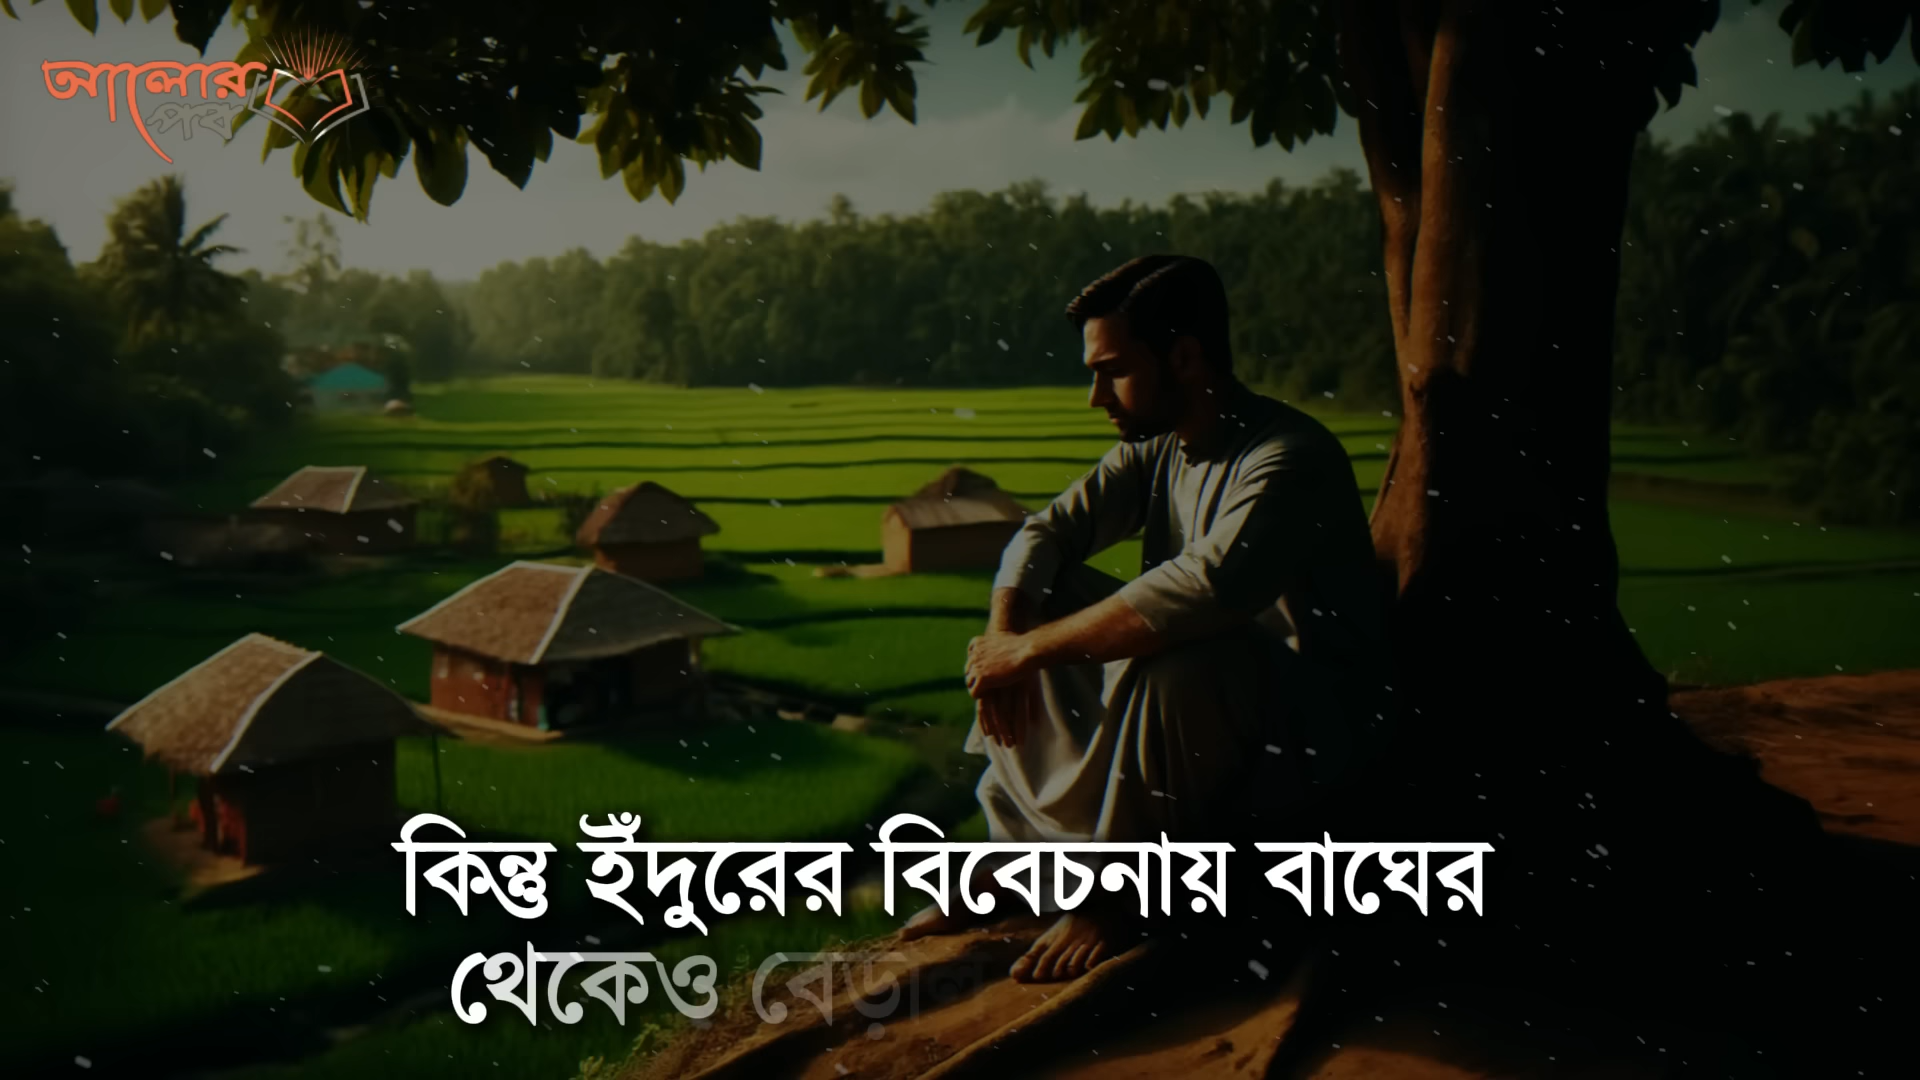 আলোর
পথ
কিন্তু ইঁদুরের বিবেচনায় বাঘের
থেকেও বেড়াল